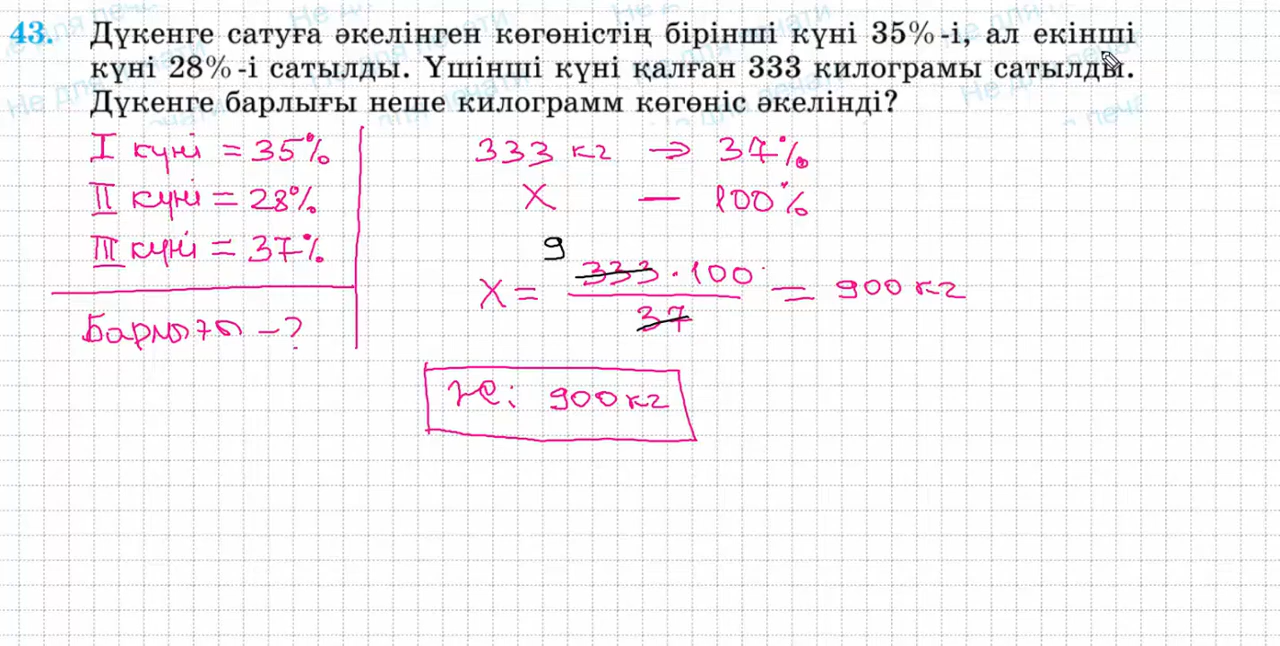 43. Дүкенге сатуға әкелінген көгөністің бірінші күні 35%-і, ал екінші
күні 28%-і сатылды. Үшінші күні қалған 333 килограмы сатылды.
Дүкенге барлығы неше килограмм көгөніс әкелінді?
I күні = 35%
II күні = 28%
III күні = 37%
Барлығы - ?
333 кг ⇒ 37%
X — 100%
9
X = 333 · 100 / 37 = 900 кг
Ж: 900 кг